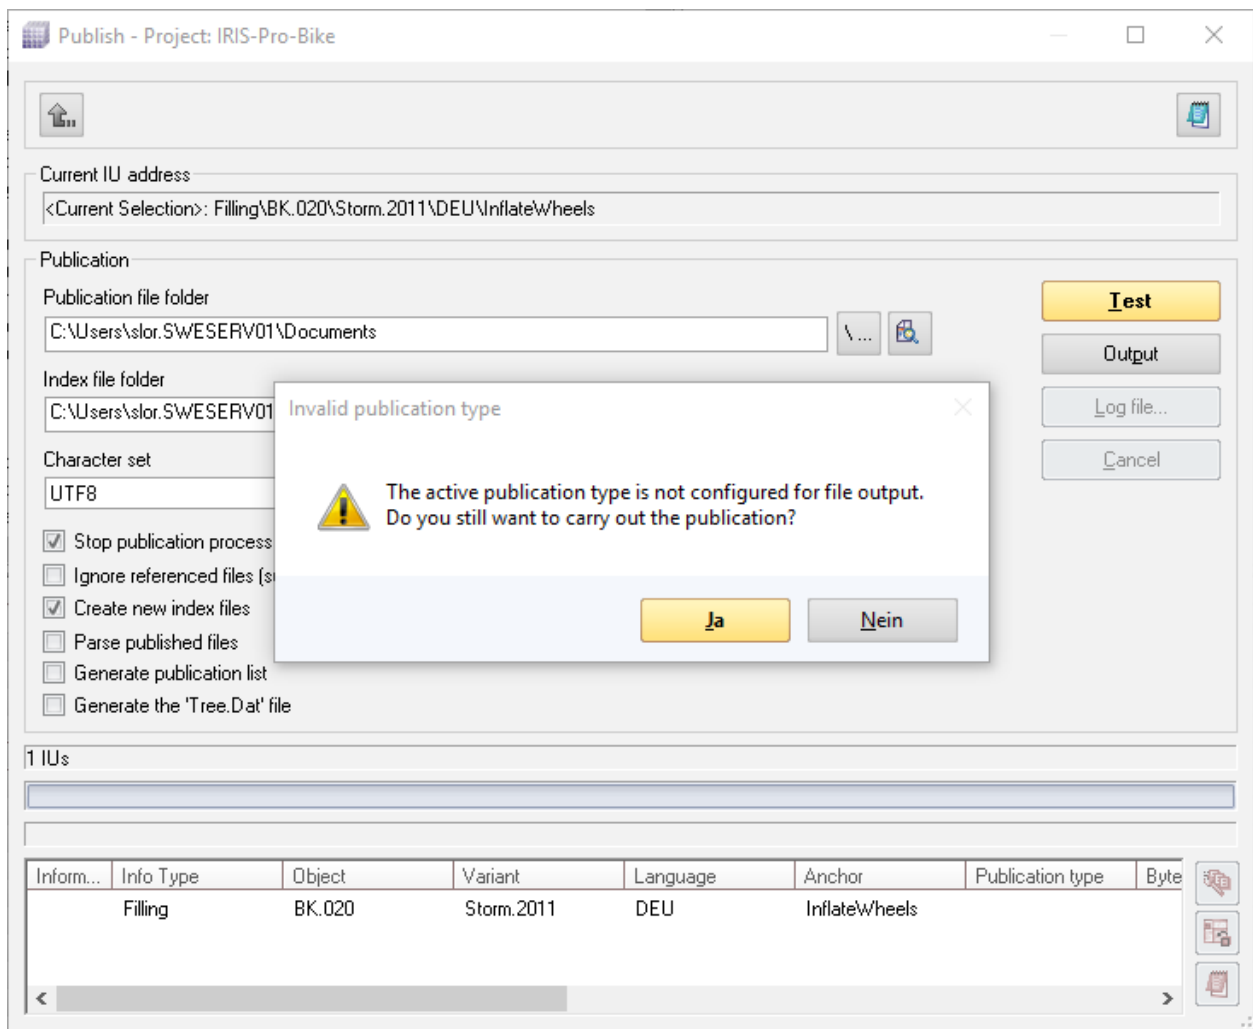 Publish - Project: IRIS-Pro-Bike
Current IU address
<Current Selection>: Filling\BK.020\Storm.2011\DEU\InflateWheels
Publication
Publication file folder
C:\Users\slor.SWESERV01\Documents
\ ...
Test
Output
Index file folder
C:\Users\slor.SWESERV01
Log file...
Character set
Cancel
UTF8
Invalid publication type
The active publication type is not configured for file output.
Do you still want to carry out the publication?
Ja
Nein
Stop publication process
Ignore referenced files
Create new index files
Parse published files
Generate publication list
Generate the 'Tree.Dat' file
1 IUs
Inform... Info Type Object Variant Language Anchor Publication type Byte
Filling BK.020 Storm.2011 DEU InflateWheels